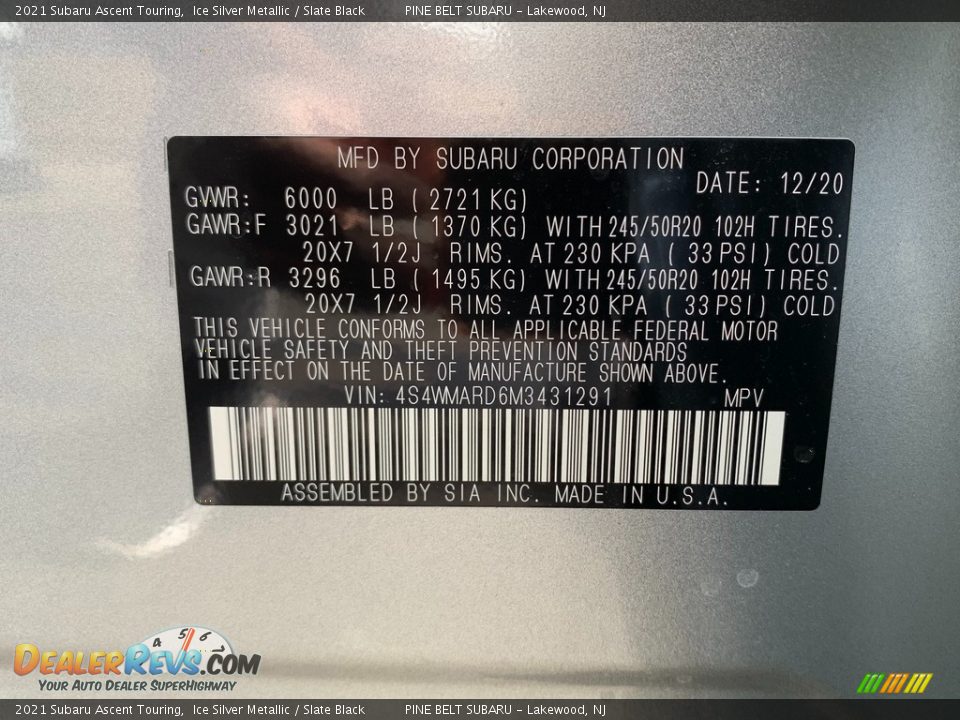 2021 Subaru Ascent Touring, Ice Silver Metallic / Slate Black PINE BELT SUBARU - Lakewood, NJ
MFD BY SUBARU CORPORATION
DATE: 12/20
GVWR: 6000 LB (2721 KG)
GAWR:F 3021 LB (1370 KG) WITH 245/50R20 102H TIRES.
20X7 1/2J RIMS. AT 230 KPA (33 PSI) COLD
GAWR:R 3296 LB (1495 KG) WITH 245/50R20 102H TIRES.
20X7 1/2J RIMS. AT 230 KPA (33 PSI) COLD
THIS VEHICLE CONFORMS TO ALL APPLICABLE FEDERAL MOTOR
VEHICLE SAFETY AND THEFT PREVENTION STANDARDS
IN EFFECT ON THE DATE OF MANUFACTURE SHOWN ABOVE.
VIN: 4S4WMARD6M3431291 MPV
ASSEMBLED BY SIA INC. MADE IN U.S.A.
4 5 6 7
DEALERREVS.COM
YOUR AUTO DEALER SUPERHIGHWAY
2021 Subaru Ascent Touring, Ice Silver Metallic / Slate Black PINE BELT SUBARU - Lakewood, NJ